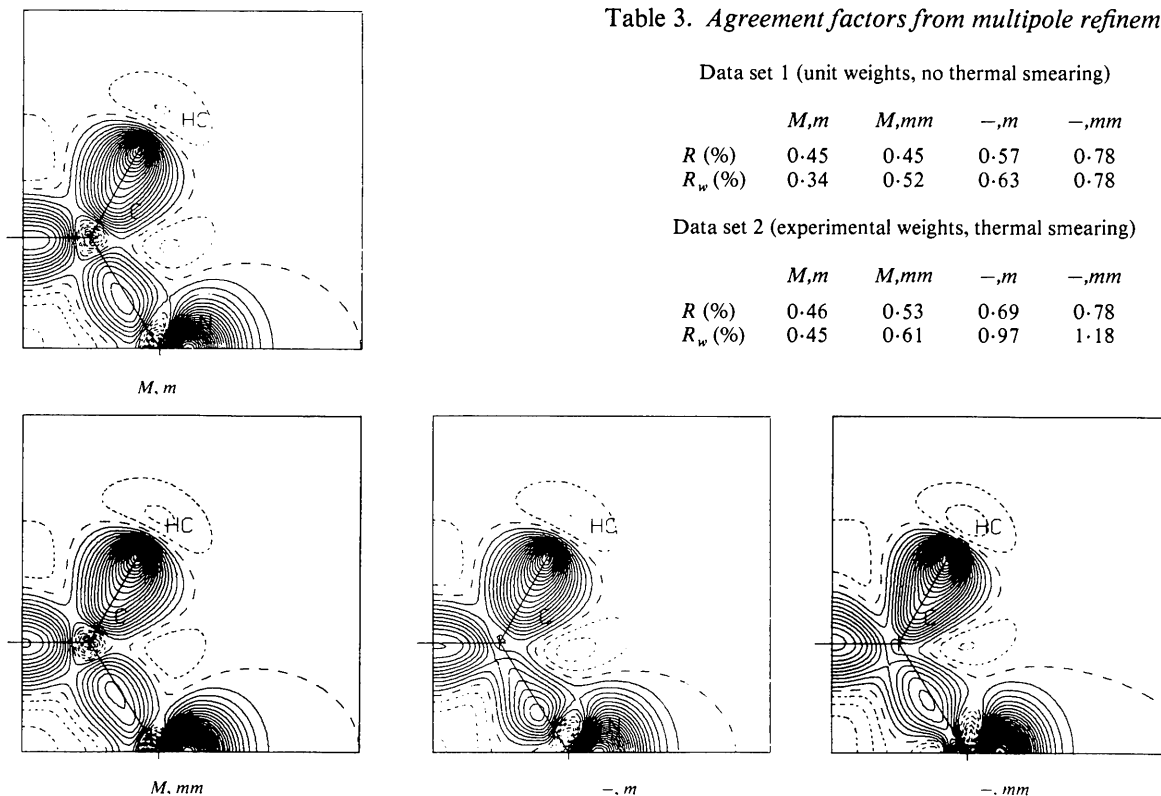 Table 3. Agreement factors from multipole refinem
Data set 1 (unit weights, no thermal smearing)
M,m M,mm −,m −,mm
R (%) 0·45 0·45 0·57 0·78
R_w (%) 0·34 0·52 0·63 0·78
Data set 2 (experimental weights, thermal smearing)
M,m M,mm −,m −,mm
R (%) 0·46 0·53 0·69 0·78
R_w (%) 0·45 0·61 0·97 1·18
HC
C
N
M, m
HC
C
M, mm
HC
C
N
−, m
HC
C
−, mm